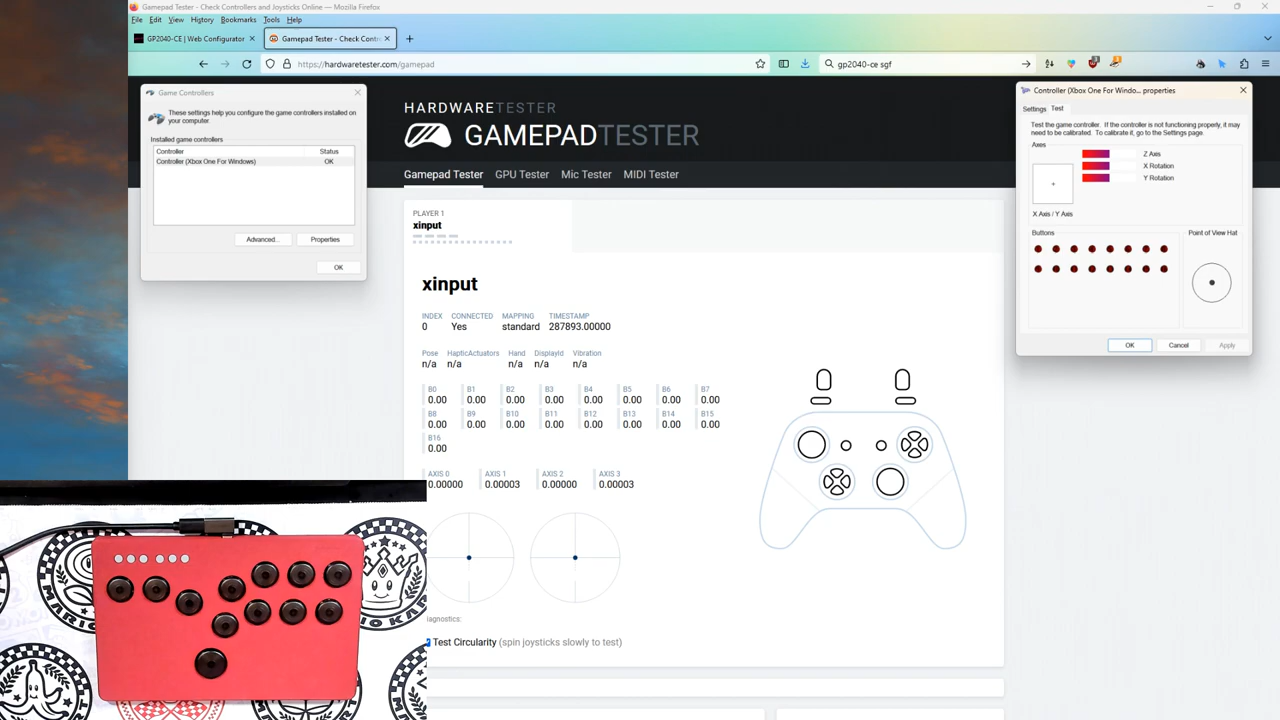 Gamepad Tester - Check Controllers and Joysticks Online — Mozilla Firefox
File Edit View History Bookmarks Tools Help
GP2040-CE | Web Configurator
Gamepad Tester - Check Contr
https://hardwaretester.com/gamepad
gp2040-ce sgf
Game Controllers
These settings help you configure the game controllers installed on
your computer.
Installed game controllers
Controller Status
Controller (Xbox One For Windows) OK
Advanced... Properties
OK
HARDWARETESTER
GAMEPADTESTER
Gamepad Tester GPU Tester Mic Tester MIDI Tester
PLAYER 1
xinput
xinput
INDEX CONNECTED MAPPING TIMESTAMP
0 Yes standard 287893.00000
Pose HapticActuators Hand DisplayId Vibration
n/a n/a n/a n/a n/a
B0 B1 B2 B3 B4 B5 B6 B7
0.00 0.00 0.00 0.00 0.00 0.00 0.00 0.00
B8 B9 B10 B11 B12 B13 B14 B15
0.00 0.00 0.00 0.00 0.00 0.00 0.00 0.00
B16
0.00
AXIS 0 AXIS 1 AXIS 2 AXIS 3
0.00000 0.00003 0.00000 0.00003
iagnostics:
Test Circularity (spin joysticks slowly to test)
Controller (Xbox One For Windo... properties
Settings Test
Test the game controller. If the controller is not functioning properly, it may
need to be calibrated. To calibrate it, go to the Settings page.
Axes
Z Axis
X Rotation
Y Rotation
X Axis / Y Axis
Buttons
Point of View Hat
OK Cancel Apply